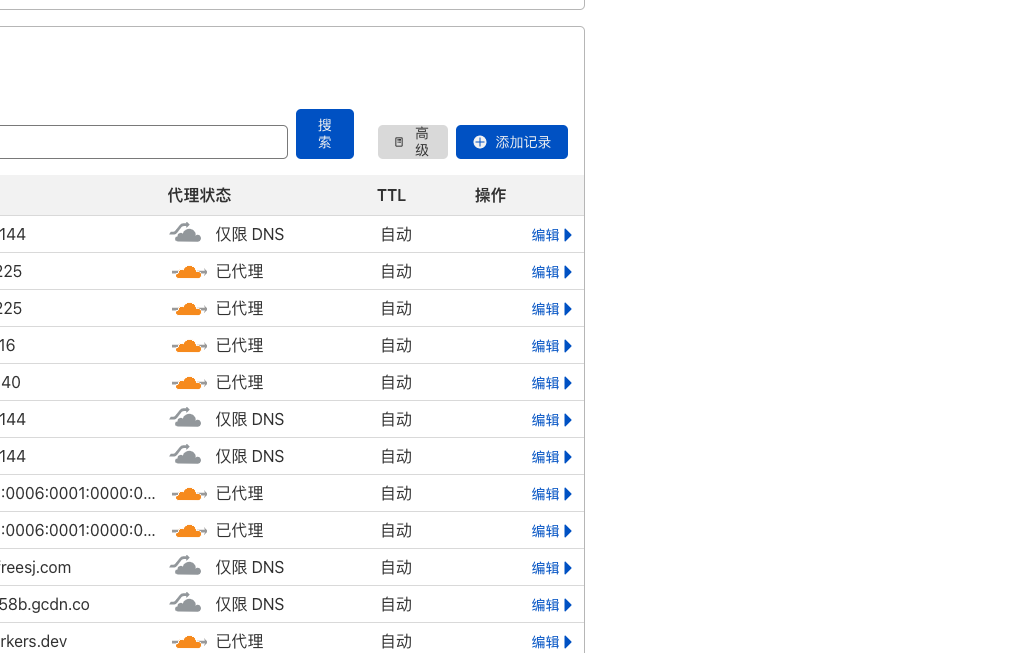 搜
索
高
级
添加记录
代理状态 TTL 操作
144 仅限 DNS 自动 编辑
225 已代理 自动 编辑
225 已代理 自动 编辑
16 已代理 自动 编辑
40 已代理 自动 编辑
144 仅限 DNS 自动 编辑
144 仅限 DNS 自动 编辑
:0006:0001:0000:0... 已代理 自动 编辑
:0006:0001:0000:0... 已代理 自动 编辑
freesj.com 仅限 DNS 自动 编辑
58b.gcdn.co 仅限 DNS 自动 编辑
rkers.dev 已代理 自动 编辑